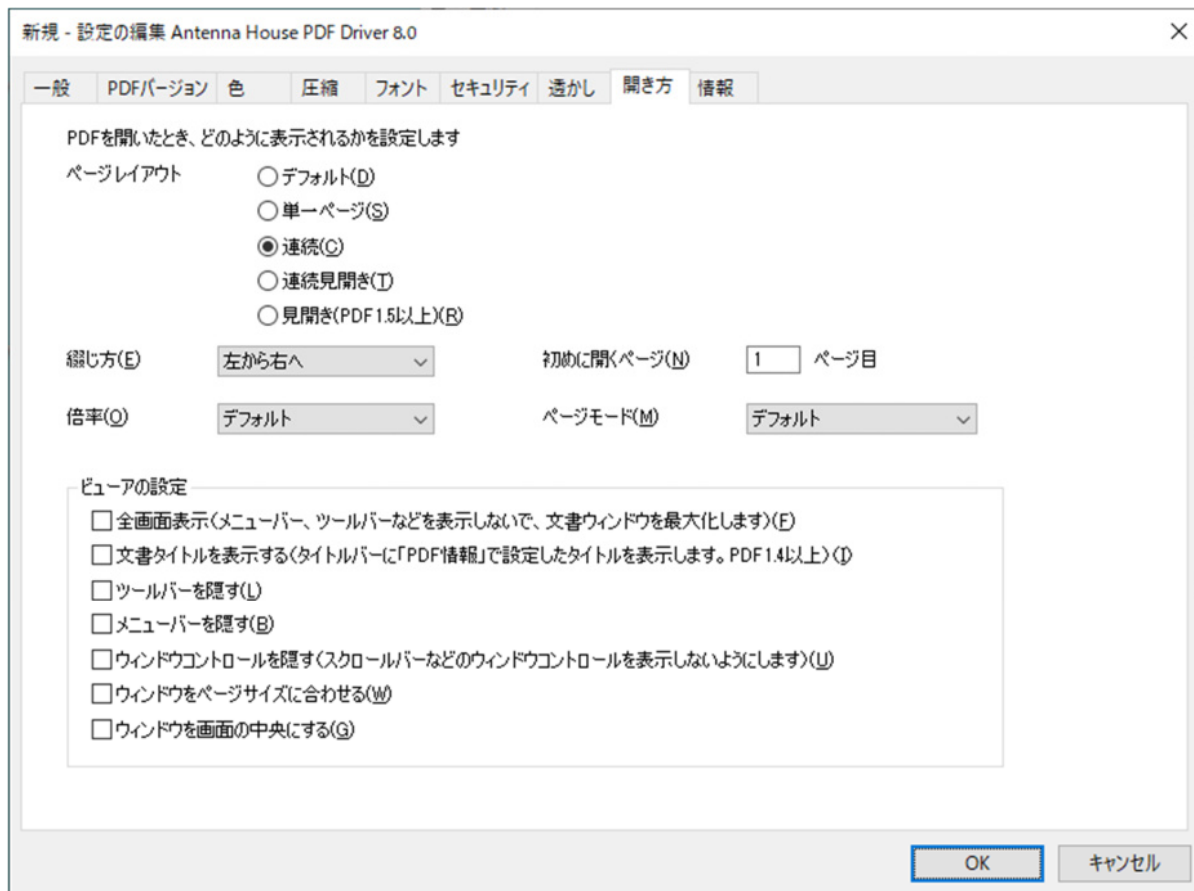 新規 - 設定の編集 Antenna House PDF Driver 8.0
一般 PDFバージョン 色 圧縮 フォント セキュリティ 透かし 開き方 情報
PDFを開いたとき、どのように表示されるかを設定します
ページレイアウト
デフォルト(D)
単一ページ(S)
連続(C)
連続見開き(T)
見開き(PDF1.5以上)(R)
綴じ方(E) 左から右へ 初めに開くページ(N) 1 ページ目
倍率(O) デフォルト ページモード(M) デフォルト
ビューアの設定
全画面表示(メニューバー、ツールバーなどを表示しないで、文書ウィンドウを最大化します)(F)
文書タイトルを表示する(タイトルバーに「PDF情報」で設定したタイトルを表示します。PDF1.4以上)(I)
ツールバーを隠す(L)
メニューバーを隠す(B)
ウィンドウコントロールを隠す(スクロールバーなどのウィンドウコントロールを表示しないようにします)(U)
ウィンドウをページサイズに合わせる(W)
ウィンドウを画面の中央にする(G)
OK キャンセル